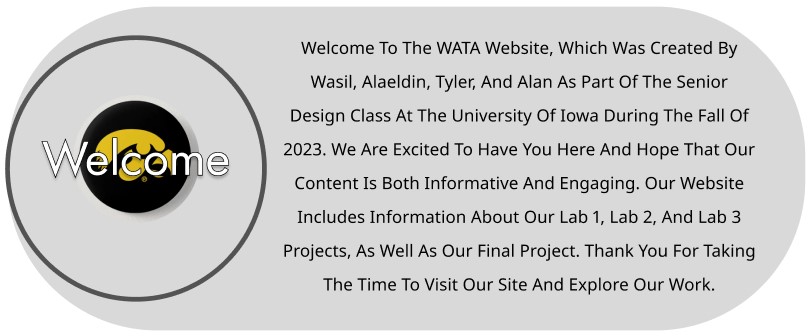 Welcome
Welcome To The WATA Website, Which Was Created By
Wasil, Alaeldin, Tyler, And Alan As Part Of The Senior
Design Class At The University Of Iowa During The Fall Of
2023. We Are Excited To Have You Here And Hope That Our
Content Is Both Informative And Engaging. Our Website
Includes Information About Our Lab 1, Lab 2, And Lab 3
Projects, As Well As Our Final Project. Thank You For Taking
The Time To Visit Our Site And Explore Our Work.